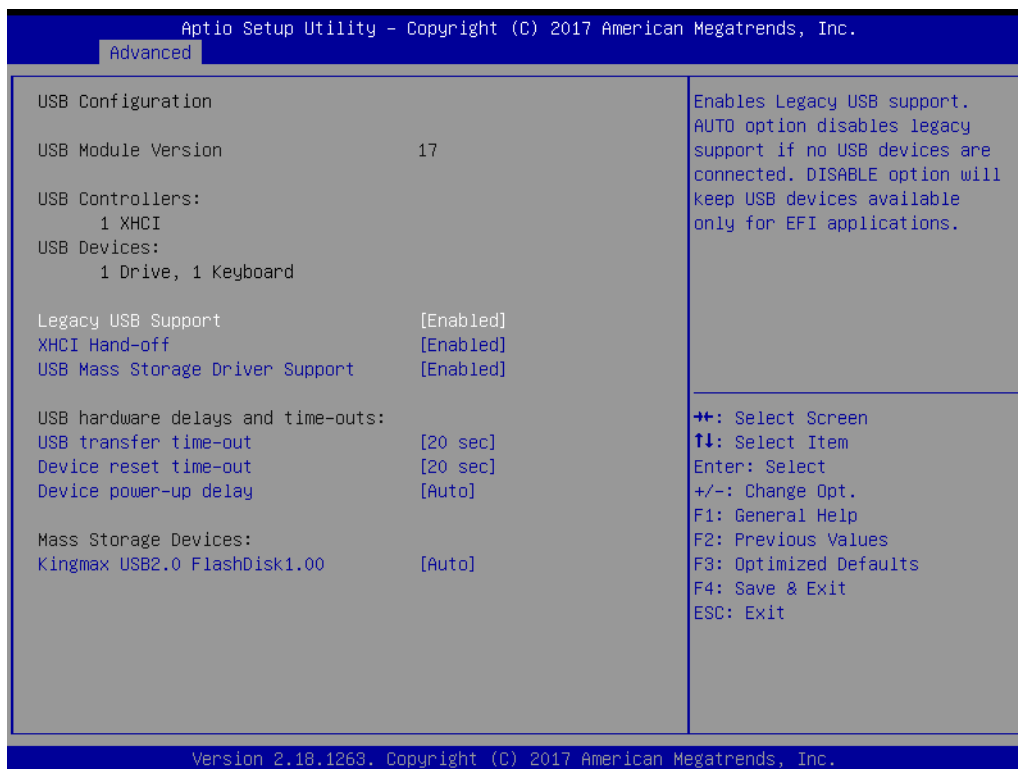 Aptio Setup Utility – Copyright (C) 2017 American Megatrends, Inc.
Advanced
USB Configuration
USB Module Version 17
USB Controllers:
1 XHCI
USB Devices:
1 Drive, 1 Keyboard
Legacy USB Support [Enabled]
XHCI Hand-off [Enabled]
USB Mass Storage Driver Support [Enabled]
USB hardware delays and time-outs:
USB transfer time-out [20 sec]
Device reset time-out [20 sec]
Device power-up delay [Auto]
Mass Storage Devices:
Kingmax USB2.0 FlashDisk1.00 [Auto]
Enables Legacy USB support.
AUTO option disables legacy
support if no USB devices are
connected. DISABLE option will
keep USB devices available
only for EFI applications.
→←: Select Screen
↑↓: Select Item
Enter: Select
+/-: Change Opt.
F1: General Help
F2: Previous Values
F3: Optimized Defaults
F4: Save & Exit
ESC: Exit
Version 2.18.1263. Copyright (C) 2017 American Megatrends, Inc.